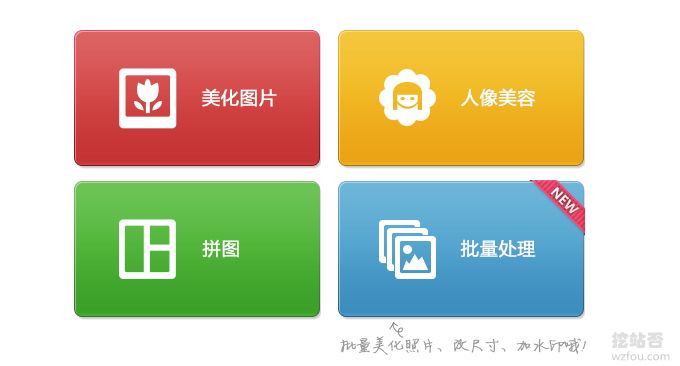 美化图片
人像美容
拼图
批量处理
NEW
批量美化照片、改尺寸、加水印哦!
挖站否
wzfou.com